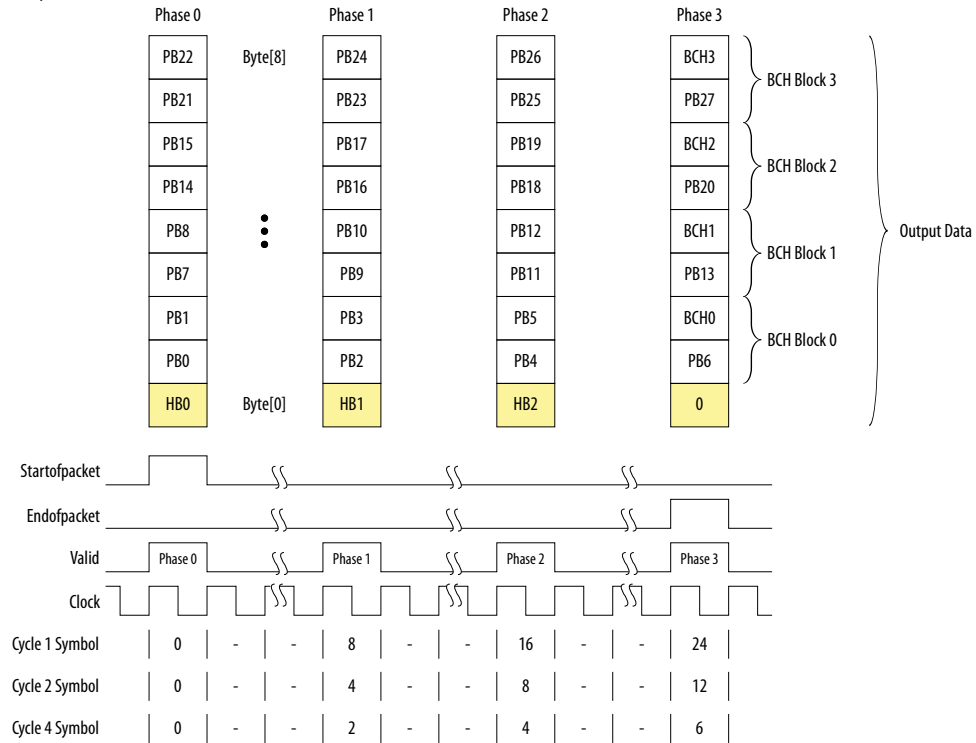 Phase 0 Phase 1 Phase 2 Phase 3
PB22 Byte[8] PB24 PB26 BCH3
BCH Block 3
PB21 PB23 PB25 PB27
PB15 PB17 PB19 BCH2
BCH Block 2
PB14 PB16 PB18 PB20
PB8 PB10 PB12 BCH1
Output Data
BCH Block 1
PB7 PB9 PB11 PB13
PB1 PB3 PB5 BCH0
BCH Block 0
PB0 PB2 PB4 PB6
HB0 Byte[0] HB1 HB2 0
Startofpacket
Endofpacket
Valid Phase 0 Phase 1 Phase 2 Phase 3
Clock
Cycle 1 Symbol 0 - - 8 - - 16 - - 24
Cycle 2 Symbol 0 - - 4 - - 8 - - 12
Cycle 4 Symbol 0 - - 2 - - 4 - - 6